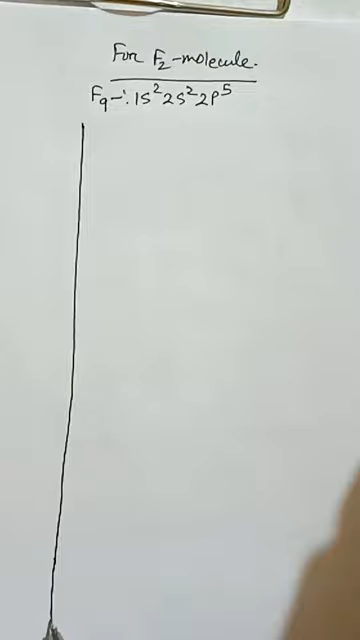 For F₂-molecule.
F₉-:. 1s² 2s² 2p⁵